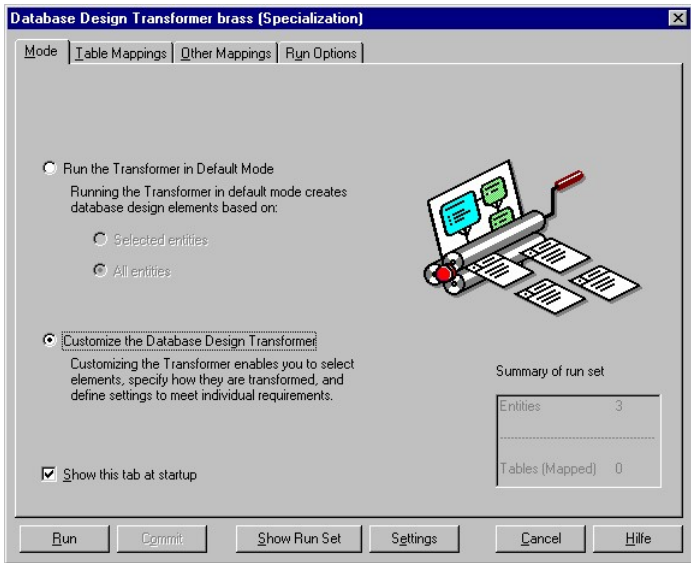 Database Design Transformer brass (Specialization)
Mode Table Mappings Other Mappings Run Options
Run the Transformer in Default Mode
Running the Transformer in default mode creates
database design elements based on:
Selected entities
All entities
Customize the Database Design Transformer
Customizing the Transformer enables you to select
elements, specify how they are transformed, and
define settings to meet individual requirements.
Summary of run set
Entities 3
Tables (Mapped) 0
Show this tab at startup
Run Commit Show Run Set Settings Cancel Hilfe